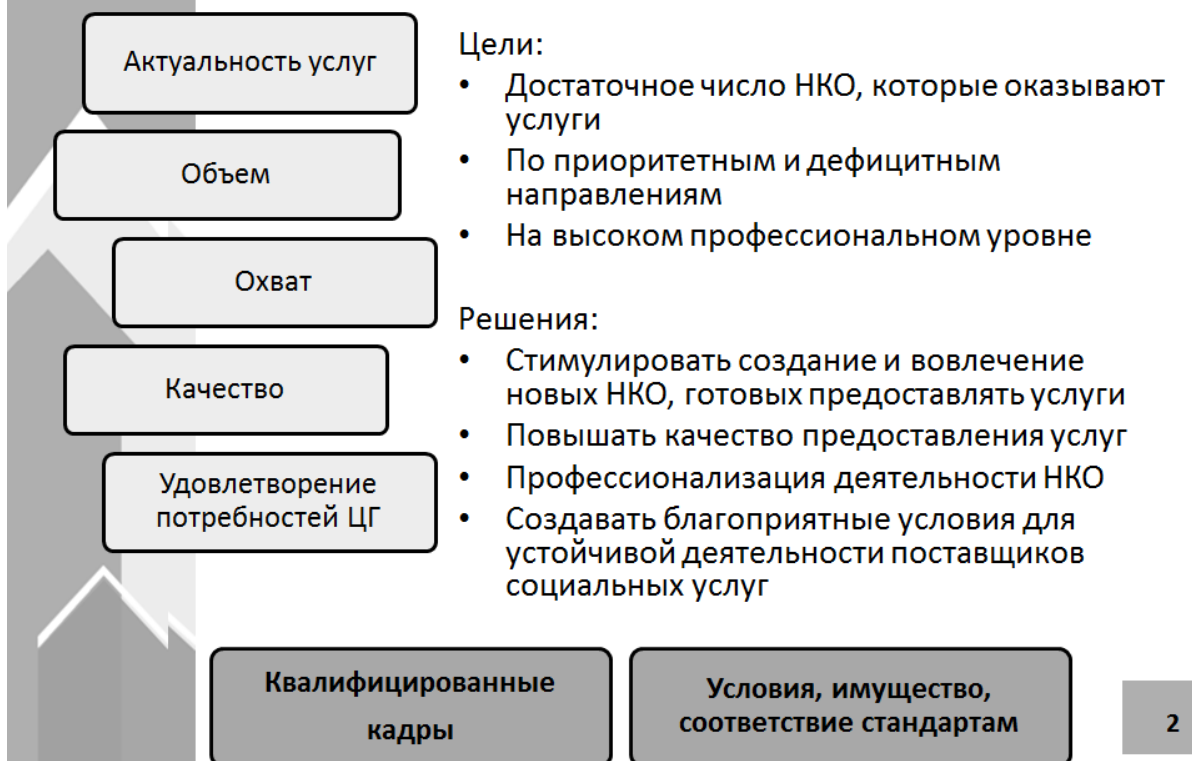 Актуальность услуг
Объем
Охват
Качество
Удовлетворение
потребностей ЦГ
Цели:
• Достаточное число НКО, которые оказывают
услуги
• По приоритетным и дефицитным
направлениям
• На высоком профессиональном уровне
Решения:
• Стимулировать создание и вовлечение
новых НКО, готовых предоставлять услуги
• Повышать качество предоставления услуг
• Профессионализация деятельности НКО
• Создавать благоприятные условия для
устойчивой деятельности поставщиков
социальных услуг
Квалифицированные
кадры
Условия, имущество,
соответствие стандартам
2